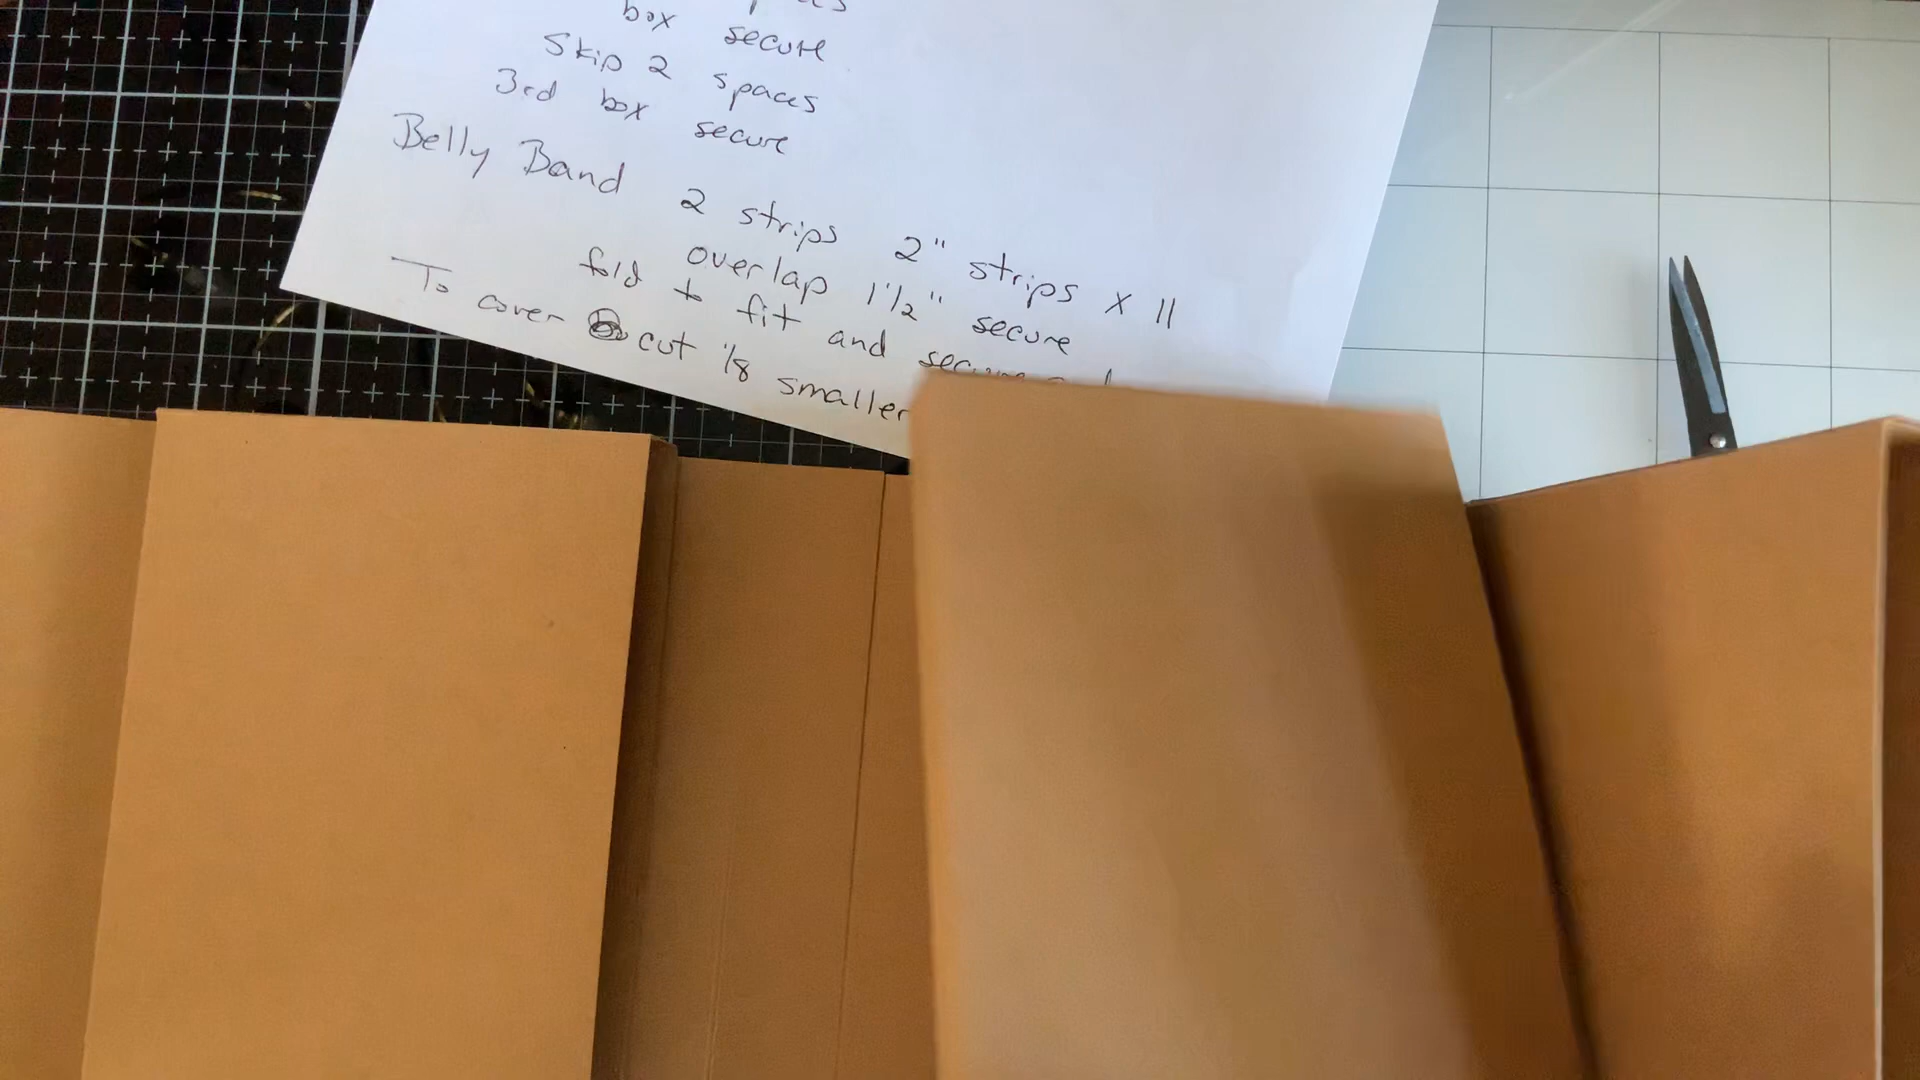 box secure
Skip 2 spaces
3rd box secure
Belly Band 2 strips 2" strips x 11
overlap 1 1/2" secure
fold to fit and
To cover cut 1/8 smaller